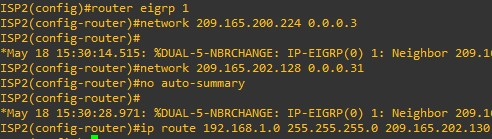 ISP2(config)#router eigrp 1
ISP2(config-router)#network 209.165.200.224 0.0.0.3
ISP2(config-router)#
*May 18 15:30:14.515: %DUAL-5-NBRCHANGE: IP-EIGRP(0) 1: Neighbor 209.165
ISP2(config-router)#network 209.165.202.128 0.0.0.31
ISP2(config-router)#no auto-summary
ISP2(config-router)#
*May 18 15:30:28.971: %DUAL-5-NBRCHANGE: IP-EIGRP(0) 1: Neighbor 209.165
ISP2(config-router)#ip route 192.168.1.0 255.255.255.0 209.165.202.130